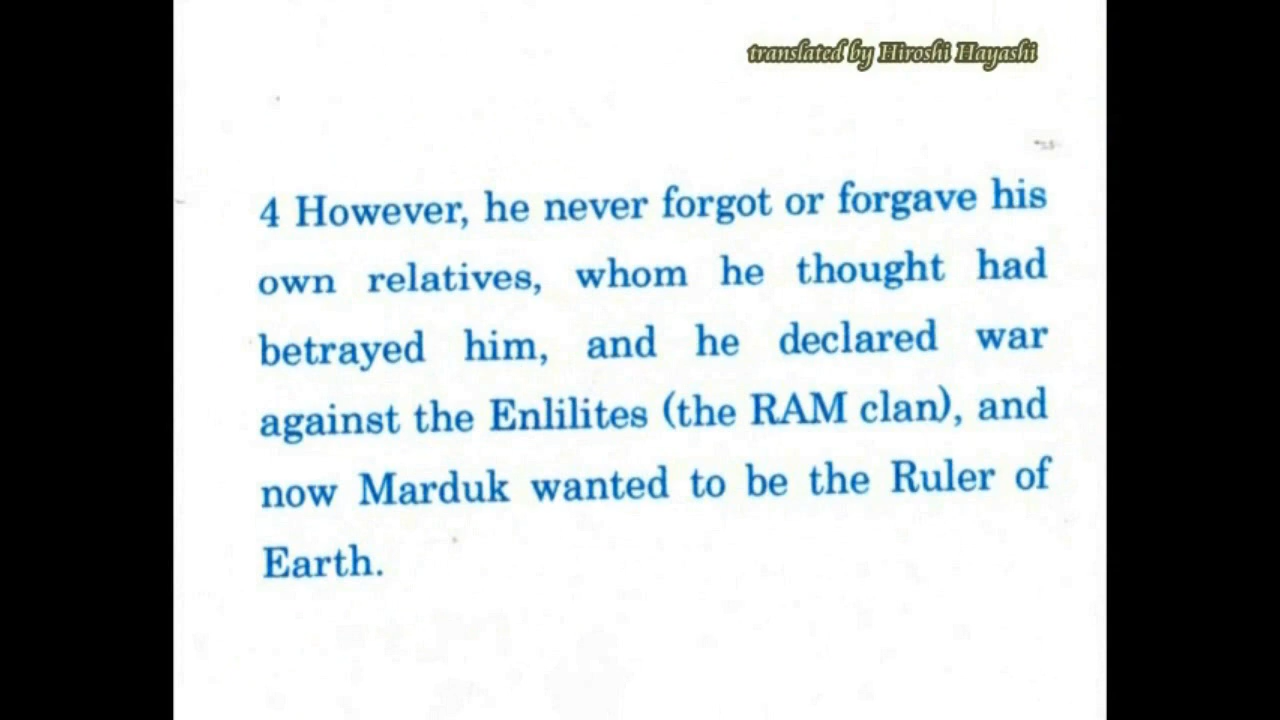 translated by Hiroshi Hayashi
4 However, he never forgot or forgave his
own relatives, whom he thought had
betrayed him, and he declared war
against the Enlilites (the RAM clan), and
now Marduk wanted to be the Ruler of
Earth.